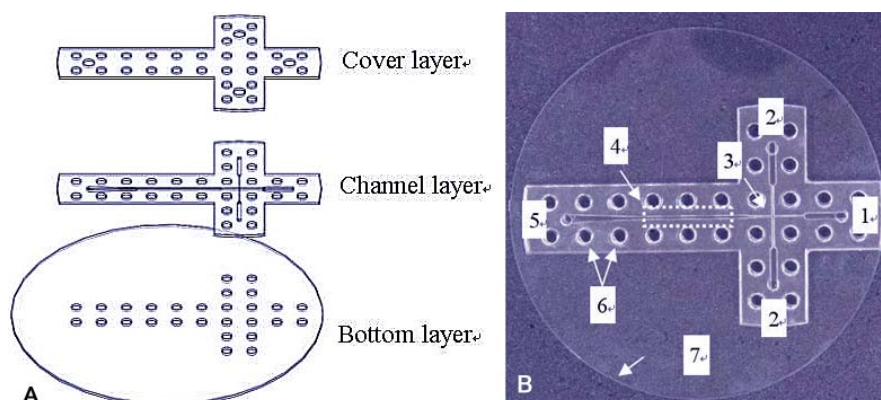 Cover layer↵
Channel layer↵
Bottom layer↵
A
2↵
4↵
3↵
5↵
1↵
6↵
2↵
7↵
B